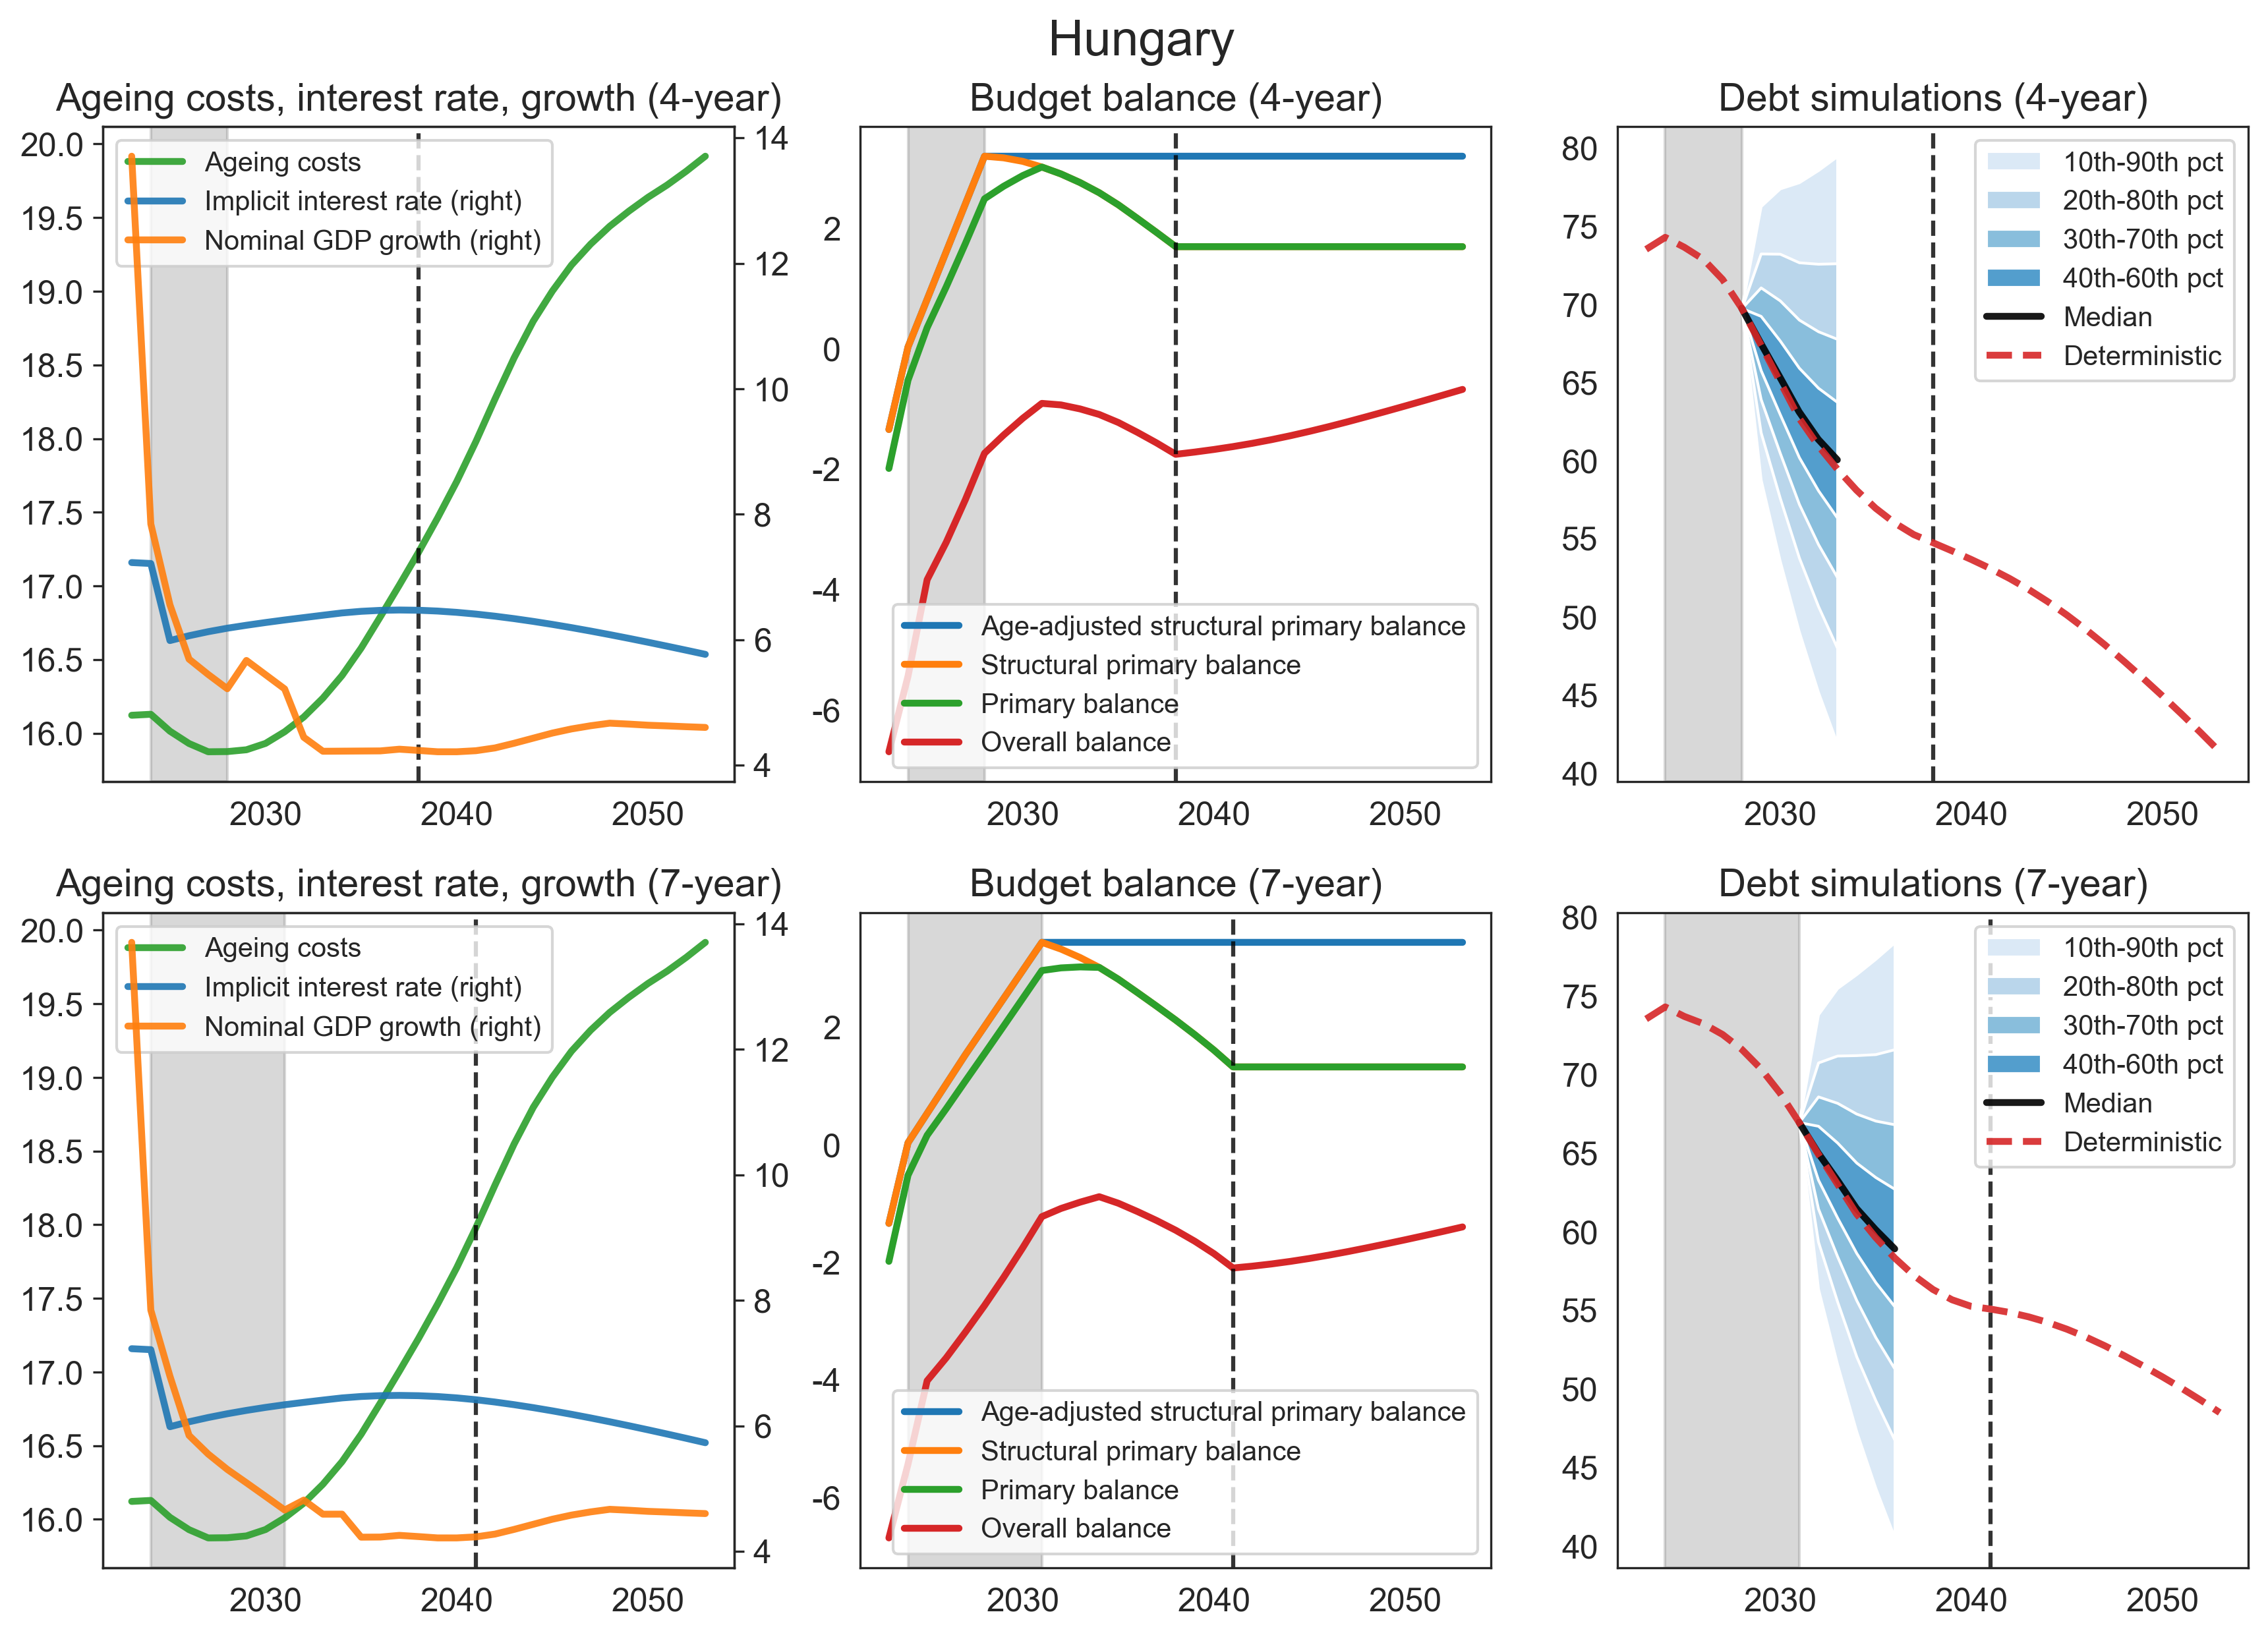 Hungary
Ageing costs, interest rate, growth (4-year)
20.0
19.5
19.0
18.5
18.0
17.5
17.0
16.5
16.0
14
12
10
8
6
4
2030
2040
2050
Ageing costs
Implicit interest rate (right)
Nominal GDP growth (right)
Budget balance (4-year)
2
0
-2
-4
-6
2030
2040
2050
Age-adjusted structural primary balance
Structural primary balance
Primary balance
Overall balance
Debt simulations (4-year)
80
75
70
65
60
55
50
45
40
2030
2040
2050
10th-90th pct
20th-80th pct
30th-70th pct
40th-60th pct
Median
Deterministic
Ageing costs, interest rate, growth (7-year)
20.0
19.5
19.0
18.5
18.0
17.5
17.0
16.5
16.0
14
12
10
8
6
4
2030
2040
2050
Ageing costs
Implicit interest rate (right)
Nominal GDP growth (right)
Budget balance (7-year)
2
0
-2
-4
-6
2030
2040
2050
Age-adjusted structural primary balance
Structural primary balance
Primary balance
Overall balance
Debt simulations (7-year)
80
75
70
65
60
55
50
45
40
2030
2040
2050
10th-90th pct
20th-80th pct
30th-70th pct
40th-60th pct
Median
Deterministic